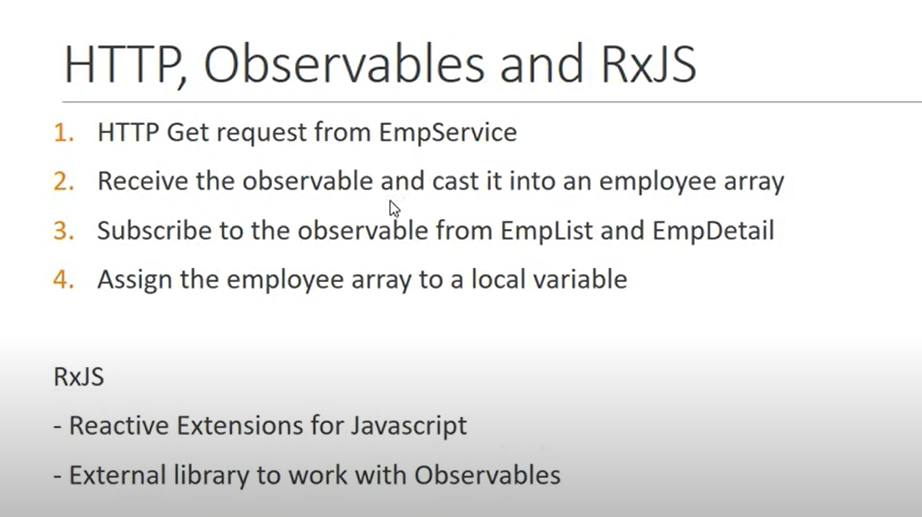 HTTP, Observables and RxJS
1. HTTP Get request from EmpService
2. Receive the observable and cast it into an employee array
3. Subscribe to the observable from EmpList and EmpDetail
4. Assign the employee array to a local variable
RxJS
- Reactive Extensions for Javascript
- External library to work with Observables